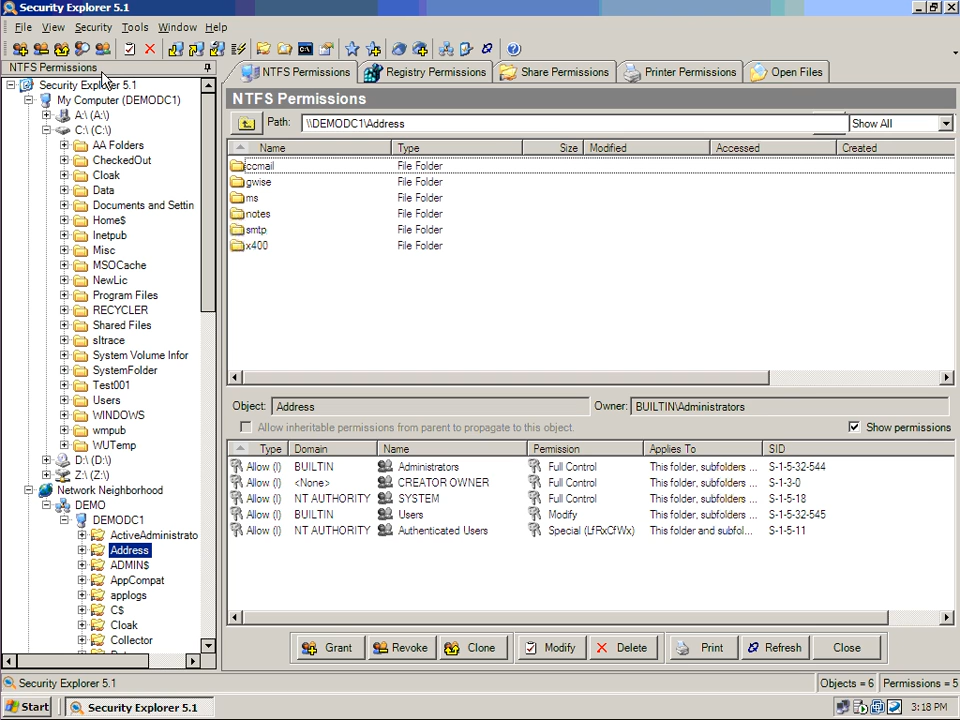 Security Explorer 5.1
File View Security Tools Window Help
NTFS Permissions
Security Explorer 5.1
My Computer (DEMODC1)
A:\ (A:\)
C:\ (C:\)
AA Folders
CheckedOut
Cloak
Data
Documents and Settin
Home$
Inetpub
Misc
MSOCache
NewLic
Program Files
RECYCLER
Shared Files
sltrace
System Volume Infor
SystemFolder
Test001
Users
WINDOWS
wmpub
WUTemp
D:\ (D:\)
Z:\ (Z:\)
Network Neighborhood
DEMO
DEMODC1
ActiveAdministrato
Address
ADMIN$
AppCompat
applogs
C$
Cloak
Collector
NTFS Permissions Registry Permissions Share Permissions Printer Permissions Open Files
NTFS Permissions
Path: \\DEMODC1\Address Show All
Name Type Size Modified Accessed Created
ccmail File Folder
gwise File Folder
ms File Folder
notes File Folder
smtp File Folder
x400 File Folder
Object: Address Owner: BUILTIN\Administrators
Allow inheritable permissions from parent to propagate to this object. Show permissions
Type Domain Name Permission Applies To SID
Allow (I) BUILTIN Administrators Full Control This folder, subfolders ... S-1-5-32-544
Allow (I) <None> CREATOR OWNER Full Control This folder, subfolders ... S-1-3-0
Allow (I) NT AUTHORITY SYSTEM Full Control This folder, subfolders ... S-1-5-18
Allow (I) BUILTIN Users Modify This folder, subfolders ... S-1-5-32-545
Allow (I) NT AUTHORITY Authenticated Users Special (LfRxCfWx) This folder and subfol... S-1-5-11
Grant Revoke Clone Modify Delete Print Refresh Close
Security Explorer 5.1 Objects = 6 Permissions = 5
Start Security Explorer 5.1 3:18 PM